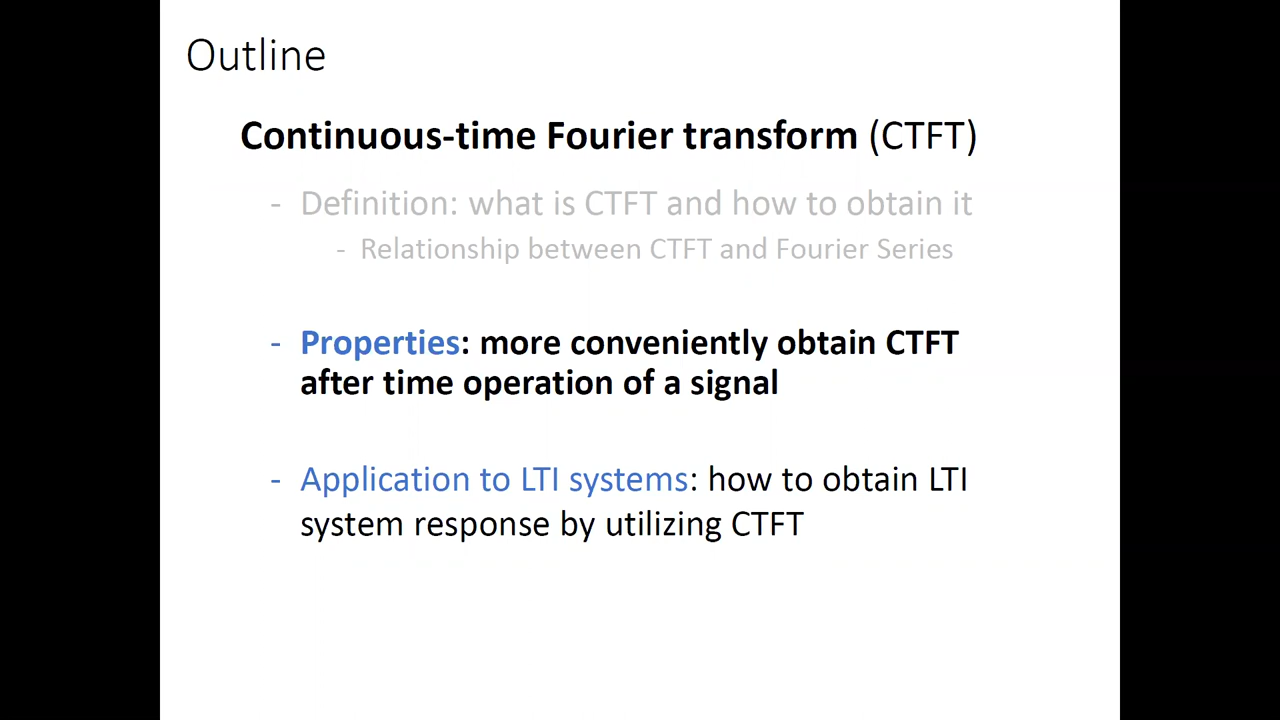 Outline
Continuous-time Fourier transform (CTFT)
- Definition: what is CTFT and how to obtain it
- Relationship between CTFT and Fourier Series
- Properties: more conveniently obtain CTFT
after time operation of a signal
- Application to LTI systems: how to obtain LTI
system response by utilizing CTFT